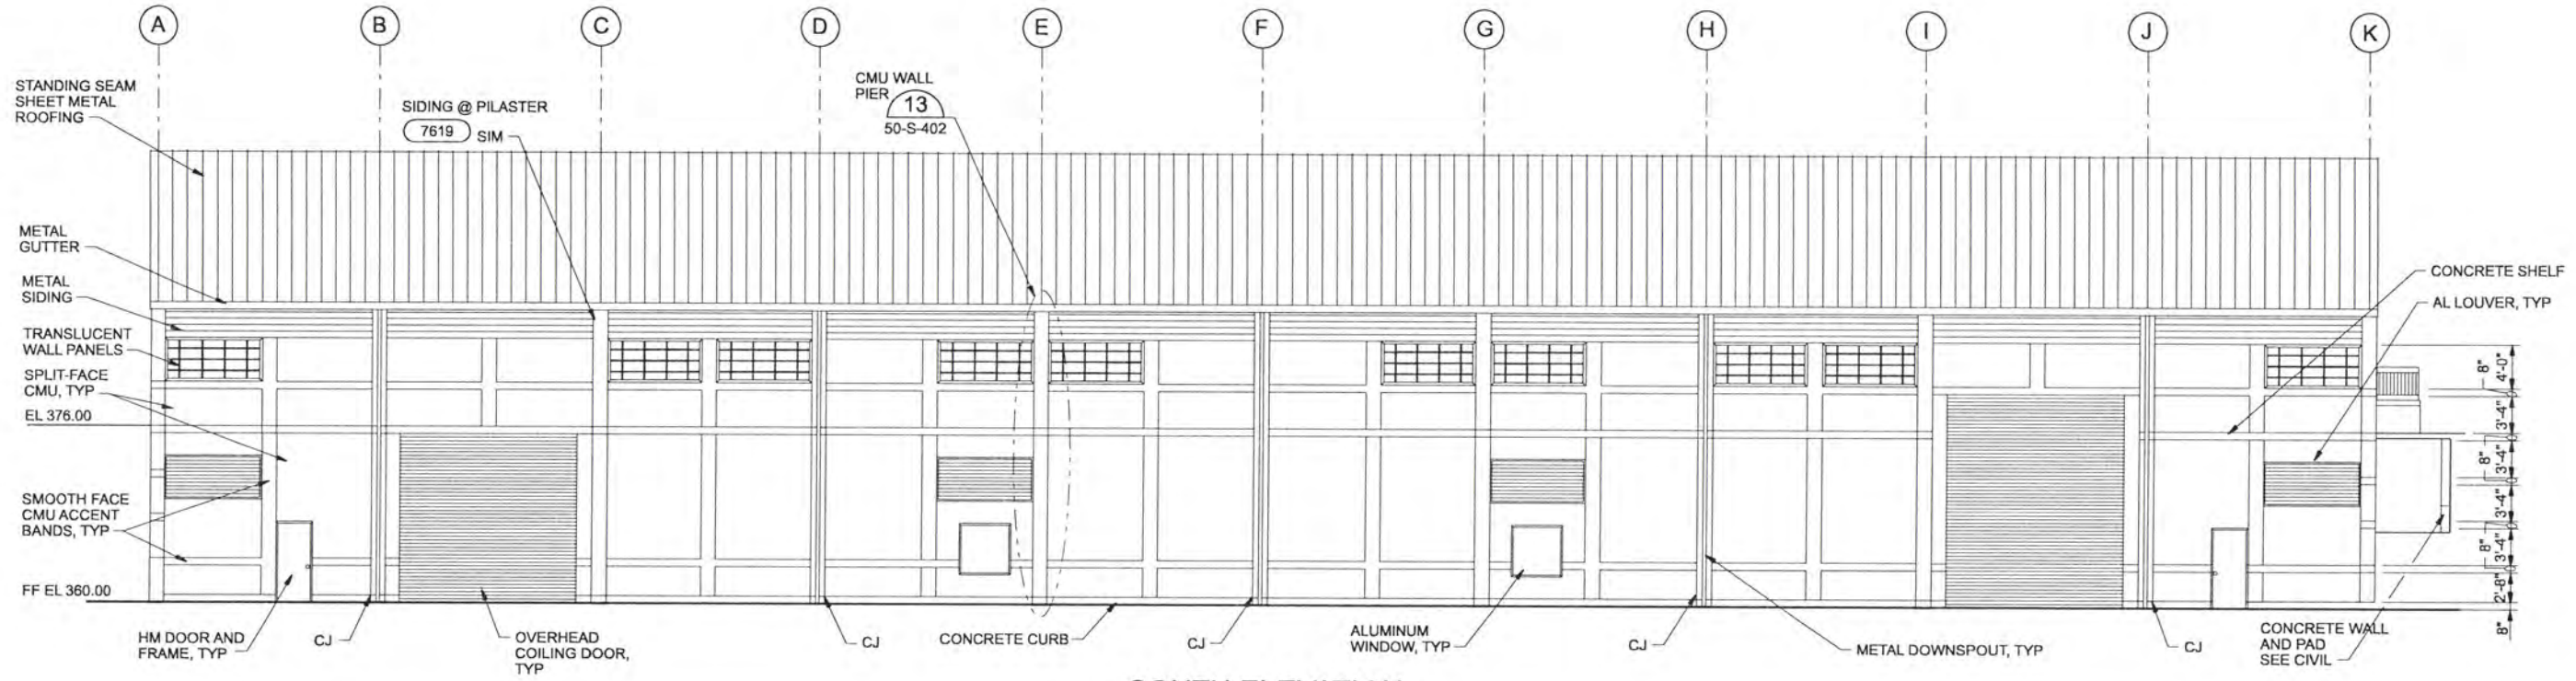 A B C D E F G H I J K
STANDING SEAM
SHEET METAL
ROOFING
SIDING @ PILASTER
7619 SIM
CMU WALL
PIER
13
50-S-402
METAL
GUTTER
METAL
SIDING
TRANSLUCENT
WALL PANELS
SPLIT-FACE
CMU, TYP
EL 376.00
SMOOTH FACE
CMU ACCENT
BANDS, TYP
FF EL 360.00
CONCRETE SHELF
AL LOUVER, TYP
8"
4'-0"
3'-4"
8"
3'-4"
3'-4"
8"
3'-4"
2'-8"
8"
HM DOOR AND
FRAME, TYP
CJ
OVERHEAD
COILING DOOR,
TYP
CJ
CONCRETE CURB
CJ
ALUMINUM
WINDOW, TYP
CJ
METAL DOWNSPOUT, TYP
CJ
CONCRETE WALL
AND PAD
SEE CIVIL